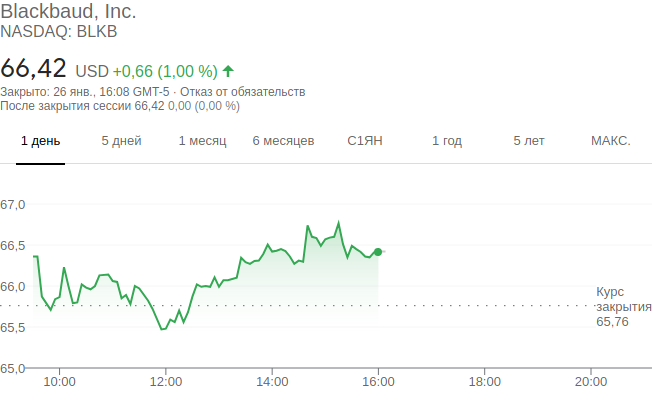 Blackbaud, Inc.
NASDAQ: BLKB
66,42 USD +0,66 (1,00 %)
Закрыто: 26 янв., 16:08 GMT-5 · Отказ от обязательств
После закрытия сессии 66,42 0,00 (0,00 %)
1 день 5 дней 1 месяц 6 месяцев С1ЯН 1 год 5 лет МАКС.
67,0
66,5
66,0
65,5
65,0
Курс
закрытия
65,76
10:00 12:00 14:00 16:00 18:00 20:00